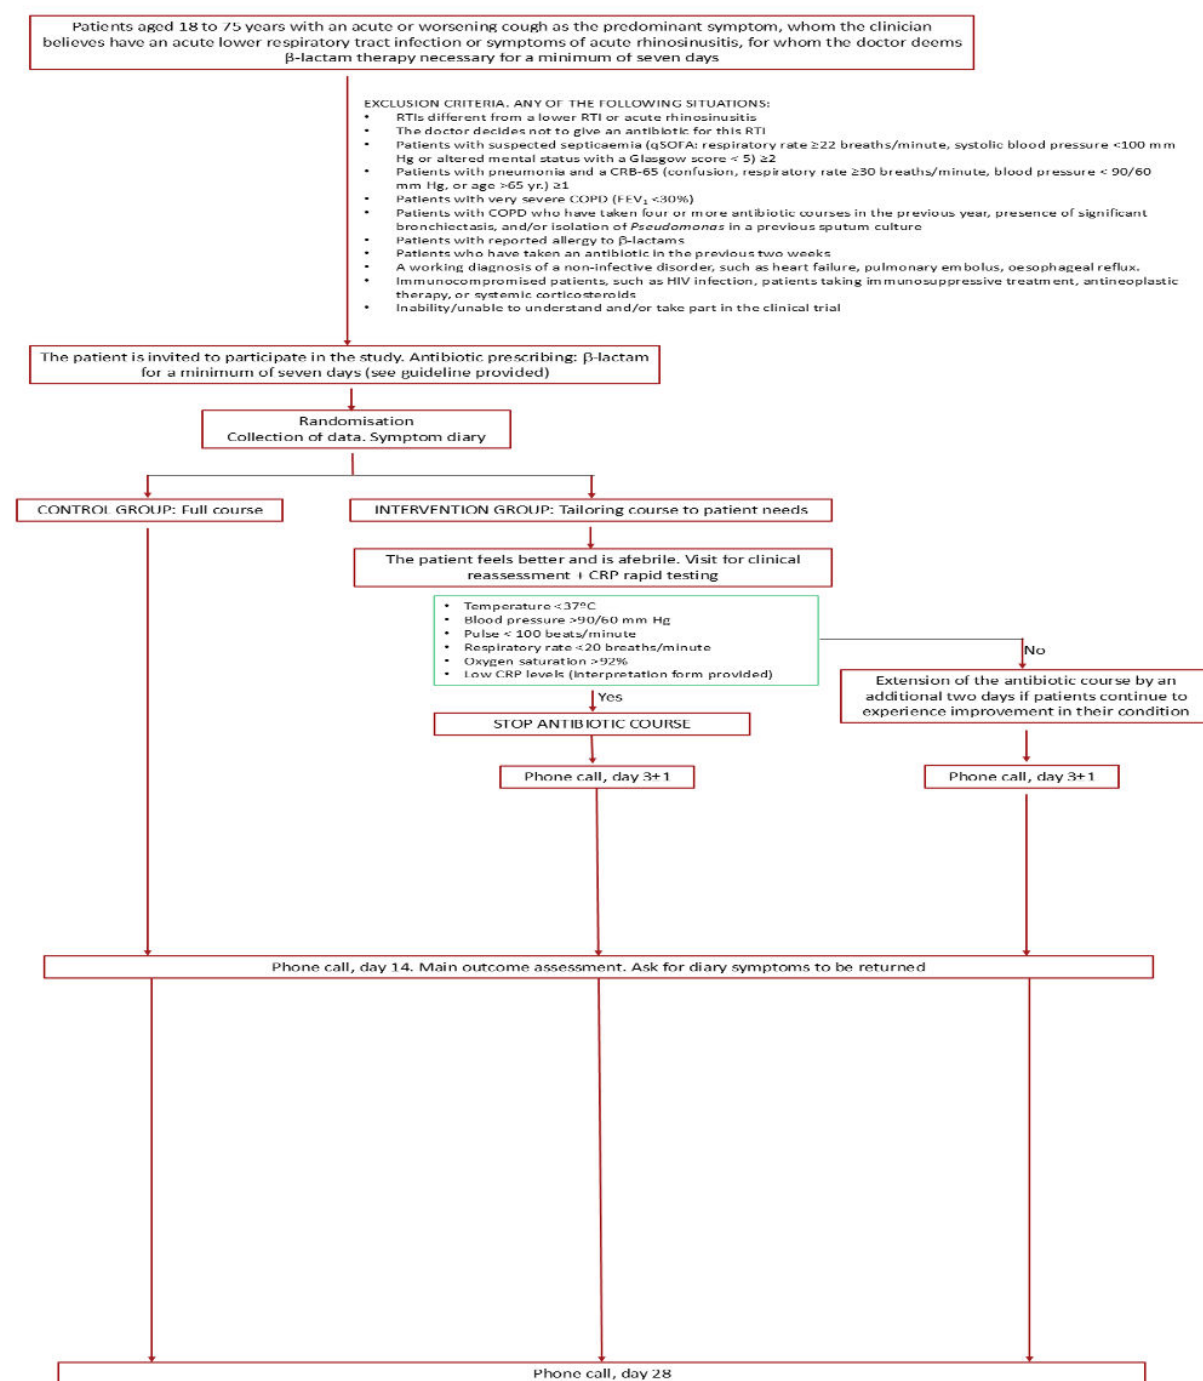 Patients aged 18 to 75 years with an acute or worsening cough as the predominant symptom, whom the clinician
believes have an acute lower respiratory tract infection or symptoms of acute rhinosinusitis, for whom the doctor deems
β-lactam therapy necessary for a minimum of seven days
EXCLUSION CRITERIA. ANY OF THE FOLLOWING SITUATIONS:
• RTIs different from a lower RTI or acute rhinosinusitis
• The doctor decides not to give an antibiotic for this RTI
• Patients with suspected septicaemia (qSOFA: respiratory rate ≥22 breaths/minute, systolic blood pressure <100 mm
Hg or altered mental status with a Glasgow score < 5) ≥2
• Patients with pneumonia and a CRB-65 (confusion, respiratory rate ≥30 breaths/minute, blood pressure < 90/60
mm Hg, or age >65 yr.) ≥1
• Patients with very severe COPD (FEV₁ <30%)
• Patients with COPD who have taken four or more antibiotic courses in the previous year, presence of significant
bronchiectasis, and/or isolation of Pseudomonas in a previous sputum culture
• Patients with reported allergy to β-lactams
• Patients who have taken an antibiotic in the previous two weeks
• A working diagnosis of a non-infective disorder, such as heart failure, pulmonary embolus, oesophageal reflux.
• Immunocompromised patients, such as HIV infection, patients taking immunosuppressive treatment, antineoplastic
therapy, or systemic corticosteroids
• Inability/unable to understand and/or take part in the clinical trial
The patient is invited to participate in the study. Antibiotic prescribing: β-lactam
for a minimum of seven days (see guideline provided)
Randomisation
Collection of data. Symptom diary
CONTROL GROUP: Full course
INTERVENTION GROUP: Tailoring course to patient needs
The patient feels better and is afebrile. Visit for clinical
reassessment + CRP rapid testing
• Temperature <37ºC
• Blood pressure >90/60 mm Hg
• Pulse < 100 beats/minute
• Respiratory rate <20 breaths/minute
• Oxygen saturation >92%
• Low CRP levels (interpretation form provided)
No
Extension of the antibiotic course by an
additional two days if patients continue to
experience improvement in their condition
Yes
STOP ANTIBIOTIC COURSE
Phone call, day 3+1
Phone call, day 3+1
Phone call, day 14. Main outcome assessment. Ask for diary symptoms to be returned
Phone call, day 28